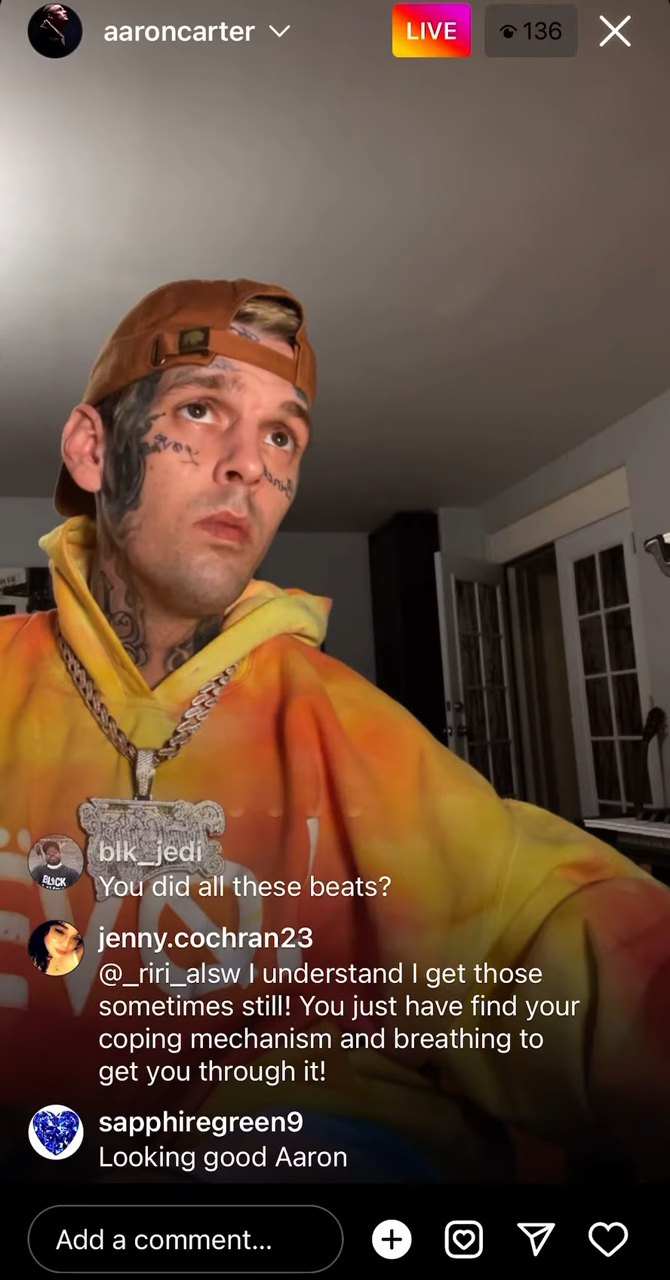 aaroncarter
LIVE
136
blk_jedi
You did all these beats?
BLACK
jenny.cochran23
@_riri_alsw I understand I get those
sometimes still! You just have find your
coping mechanism and breathing to
get you through it!
sapphiregreen9
Looking good Aaron
Add a comment...